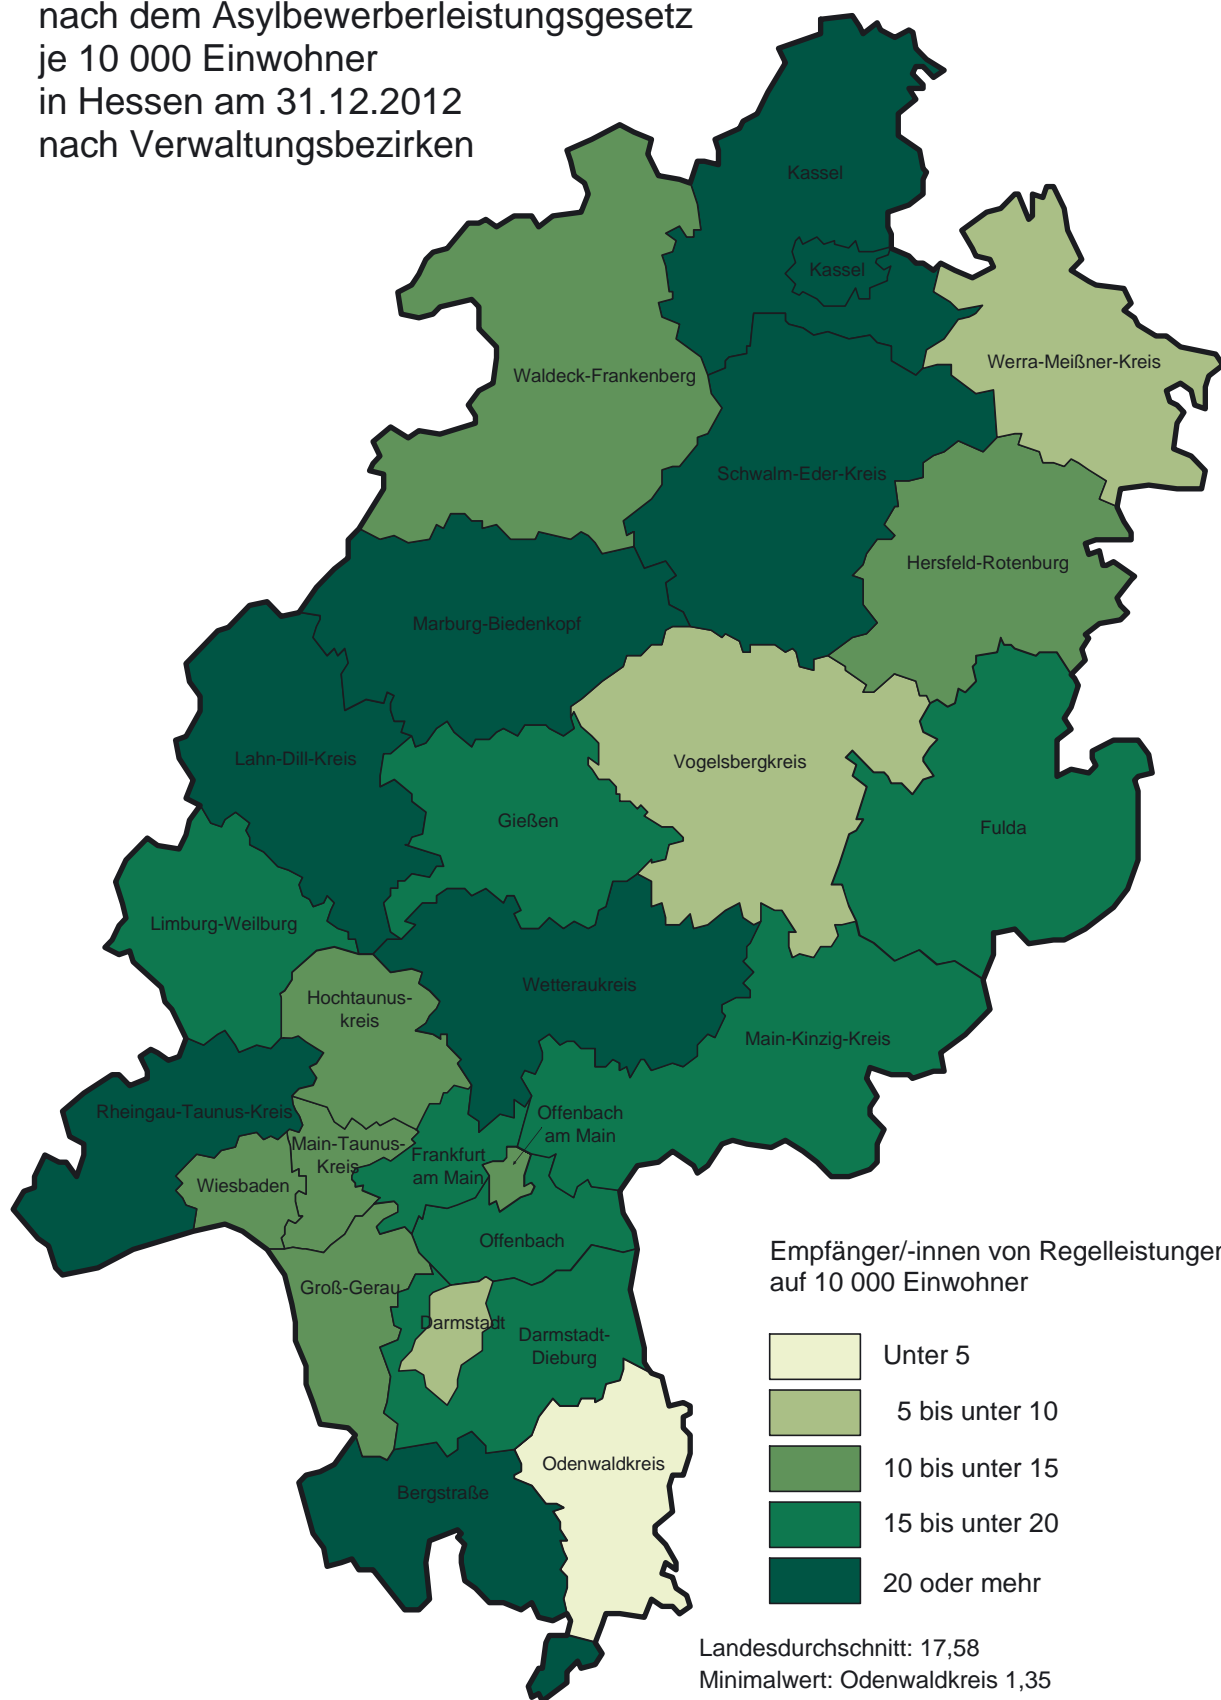 nach dem Asylbewerberleistungsgesetz
je 10 000 Einwohner
in Hessen am 31.12.2012
nach Verwaltungsbezirken
Kassel
Kassel
Werra-Meißner-Kreis
Waldeck-Frankenberg
Schwalm-Eder-Kreis
Hersfeld-Rotenburg
Marburg-Biedenkopf
Lahn-Dill-Kreis
Vogelsbergkreis
Gießen
Fulda
Limburg-Weilburg
Wetteraukreis
Hochtaunus-
kreis
Main-Kinzig-Kreis
Rheingau-Taunus-Kreis
Offenbach
am Main
Main-Taunus-
Kreis
Frankfurt
am Main
Wiesbaden
Offenbach
Groß-Gerau
Darmstadt
Darmstadt-
Dieburg
Odenwaldkreis
Bergstraße
Empfänger/-innen von Regelleistungen
auf 10 000 Einwohner
Unter 5
5 bis unter 10
10 bis unter 15
15 bis unter 20
20 oder mehr
Landesdurchschnitt: 17,58
Minimalwert: Odenwaldkreis 1,35